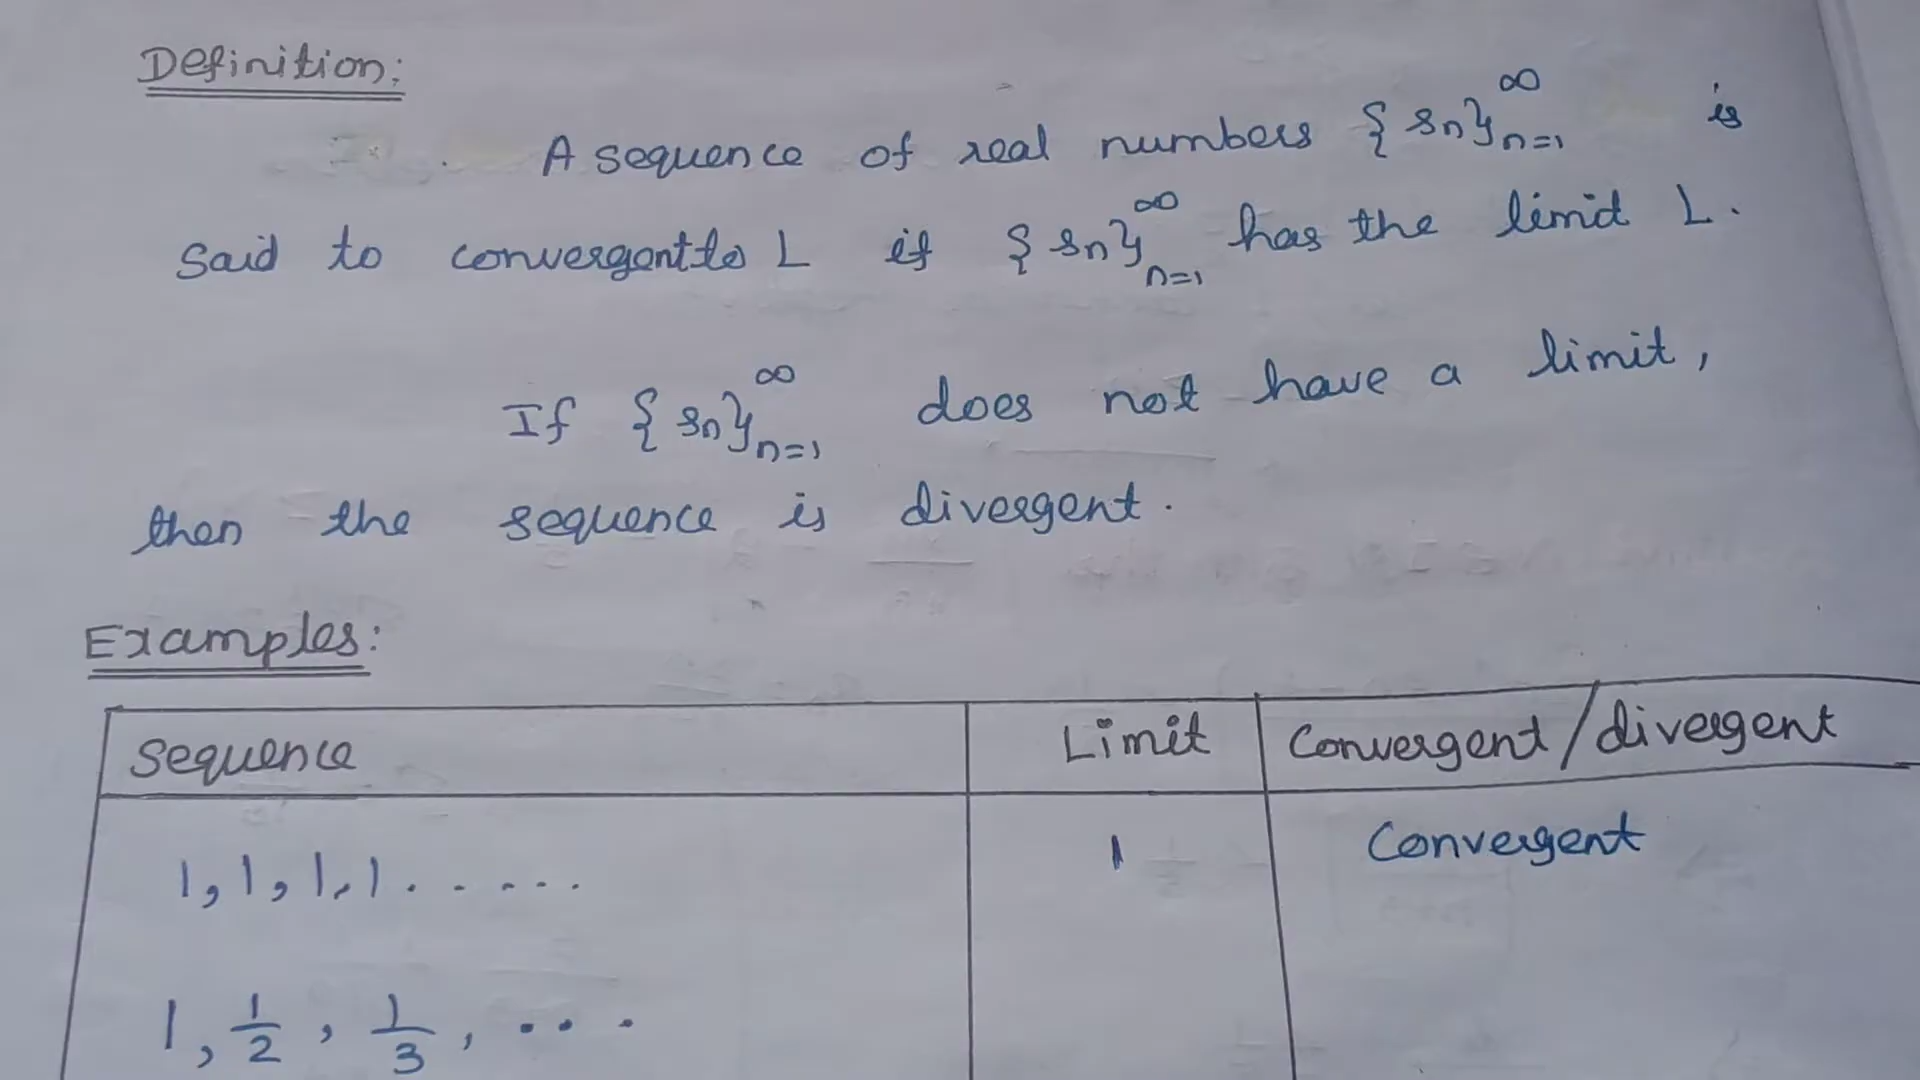 Definition:
A sequence of real numbers {sn}∞n=1 is
said to convergent to L if {sn}∞n=1 has the limit L.
If {sn}∞n=1 does not have a limit,
then the sequence is divergent.
Examples:
Sequence | Limit | Convergent/divergent
1, 1, 1, 1 . . - - - . | 1 | Convergent
1, 1/2, 1/3, . . .